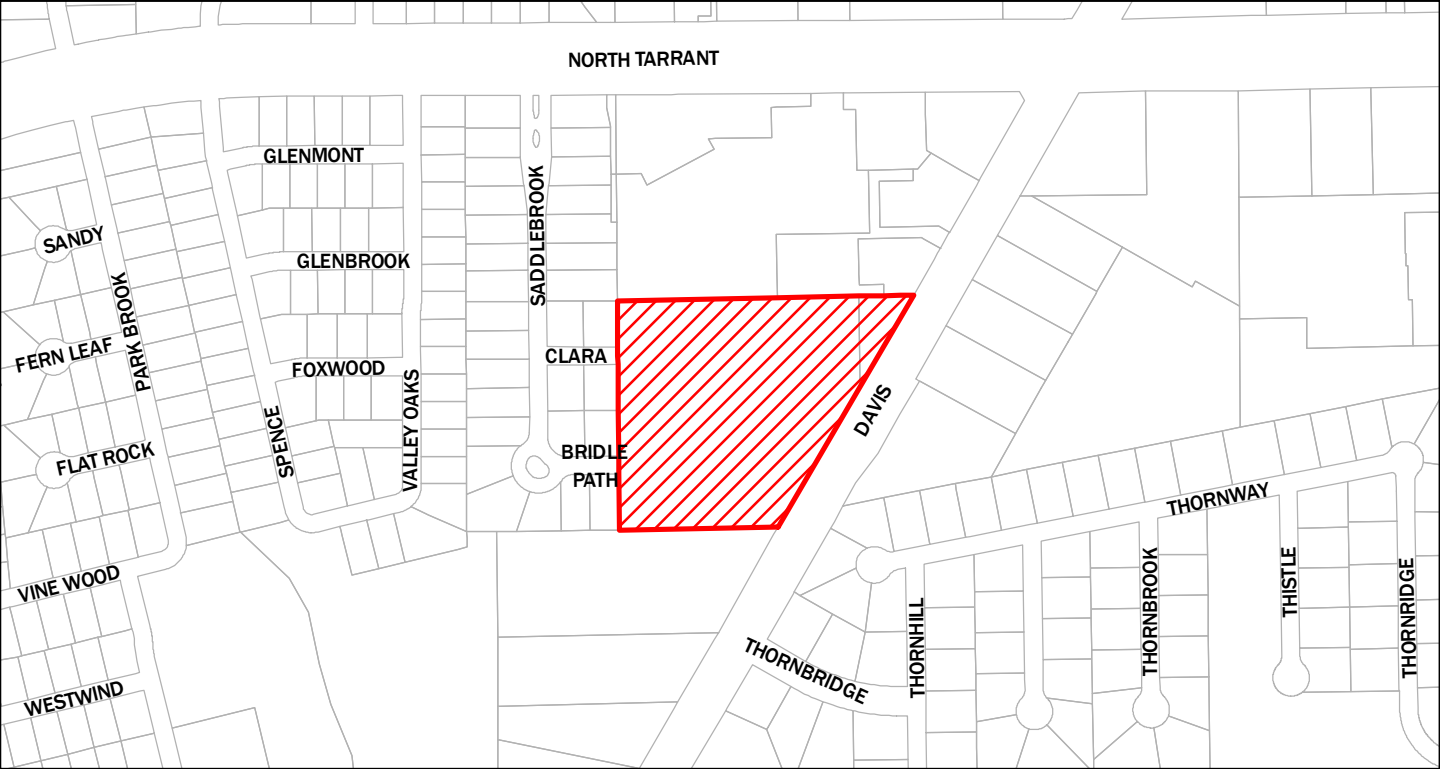 NORTH TARRANT
GLENMONT
SADDLEBROOK
SANDY
GLENBROOK
PARK BROOK
FERN LEAF
CLARA
FOXWOOD
VALLEY OAKS
DAVIS
SPENCE
FLAT ROCK
BRIDLE
PATH
THORNWAY
VINE WOOD
THISTLE
THORNBROOK
THORNRIDGE
THORNHILL
THORNBRIDGE
WESTWIND